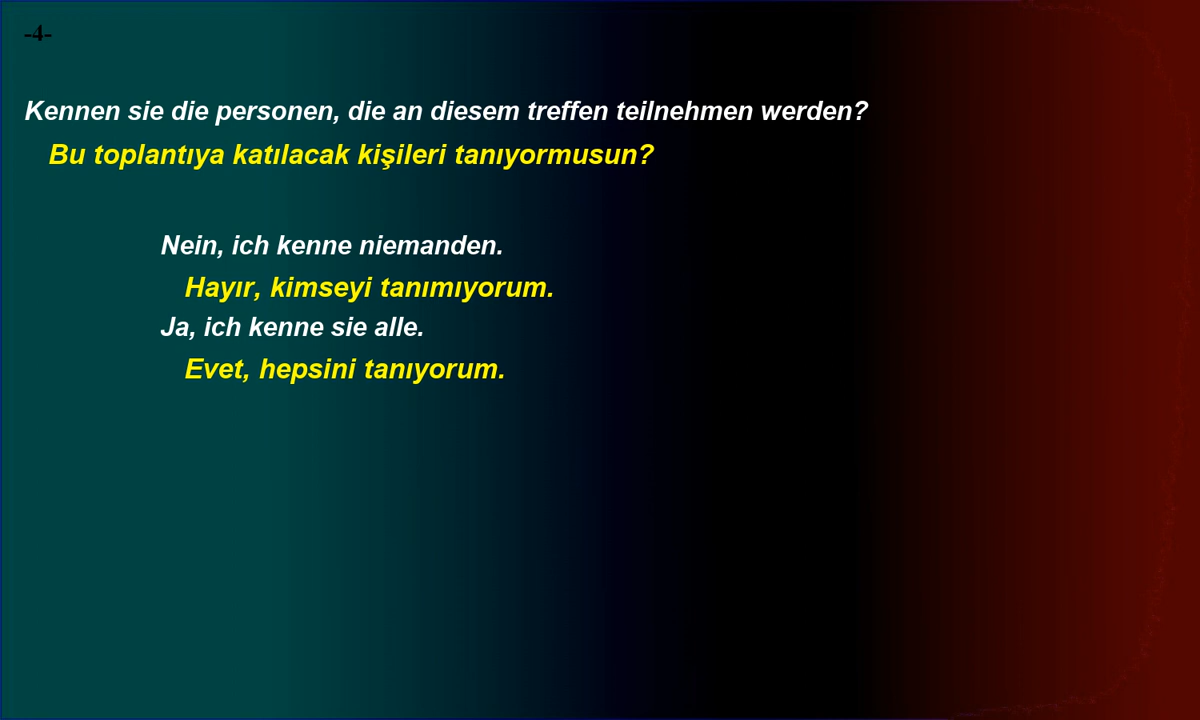 -4-
Kennen sie die personen, die an diesem treffen teilnehmen werden?
Bu toplantıya katılacak kişileri tanıyormusun?
Nein, ich kenne niemanden.
Hayır, kimseyi tanımıyorum.
Ja, ich kenne sie alle.
Evet, hepsini tanıyorum.